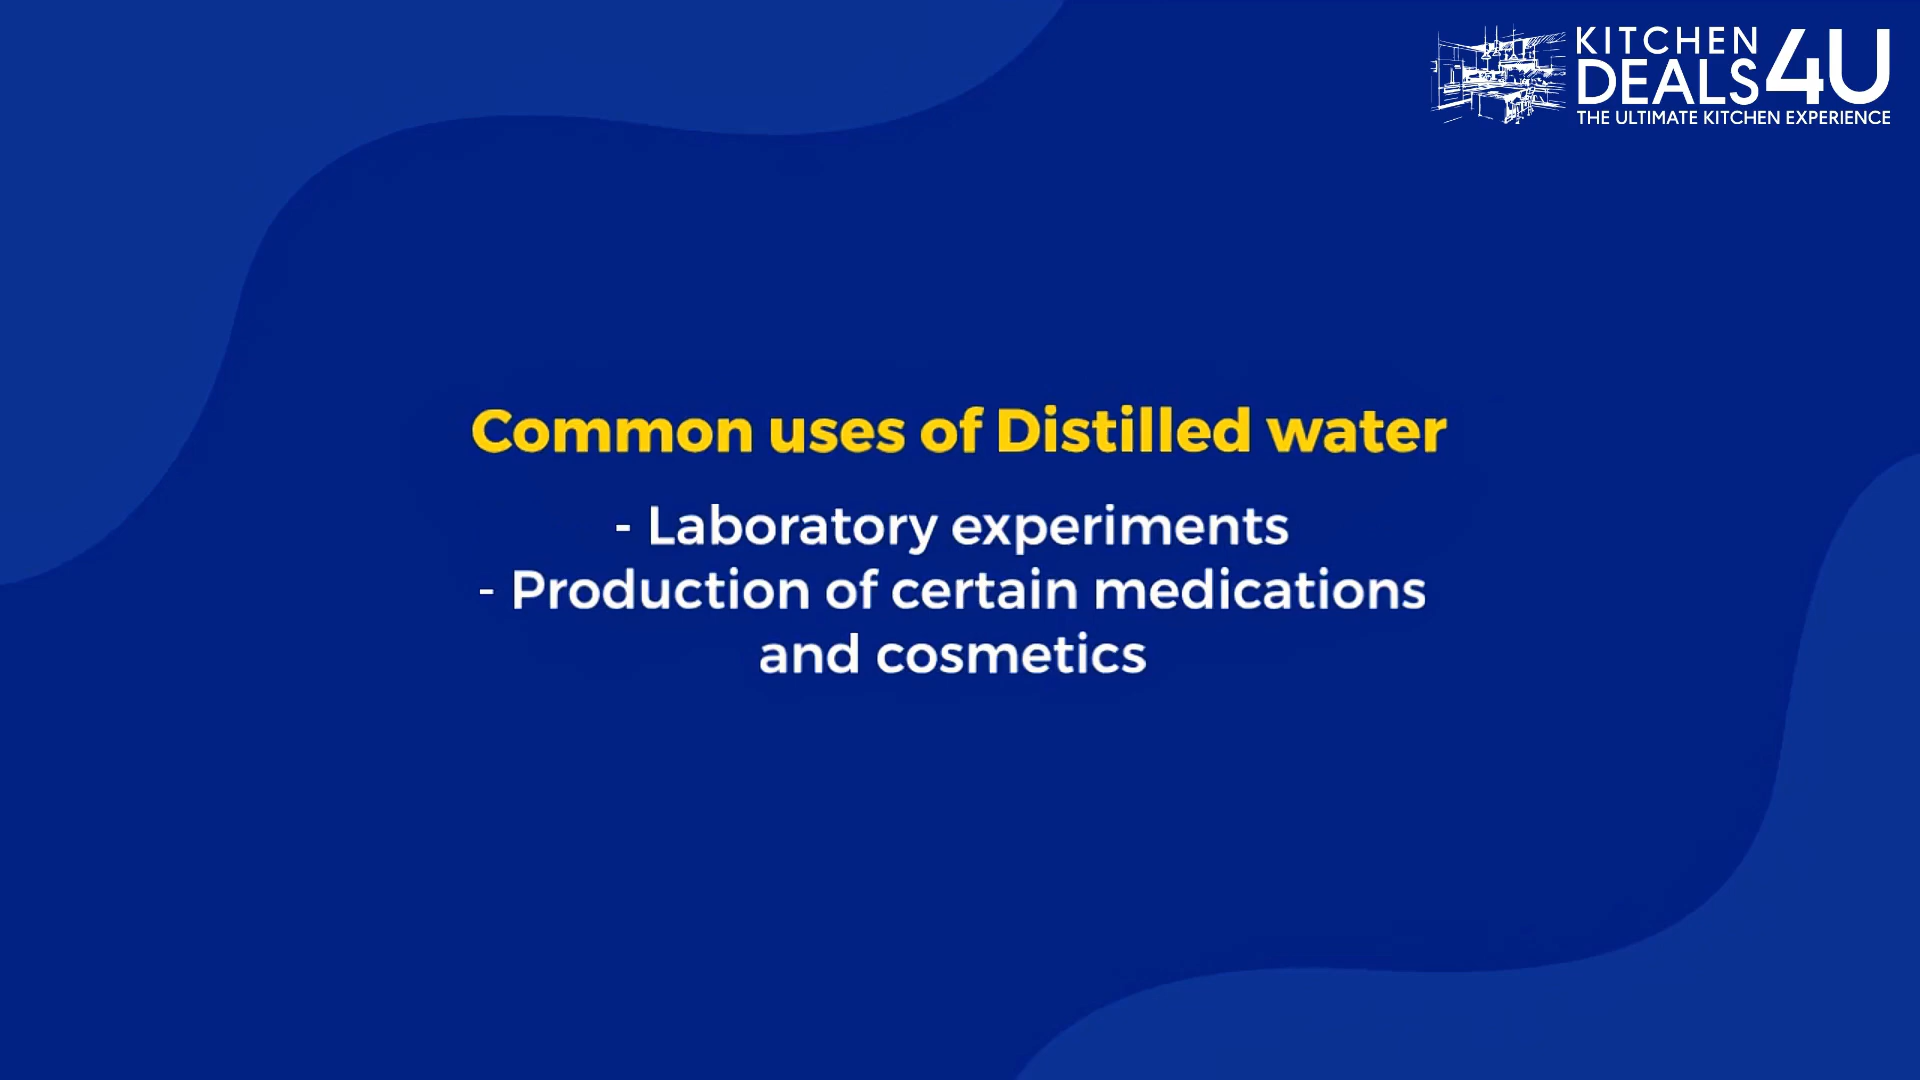 KITCHEN
DEALS4U
THE ULTIMATE KITCHEN EXPERIENCE
Common uses of Distilled water
- Laboratory experiments
- Production of certain medications
and cosmetics